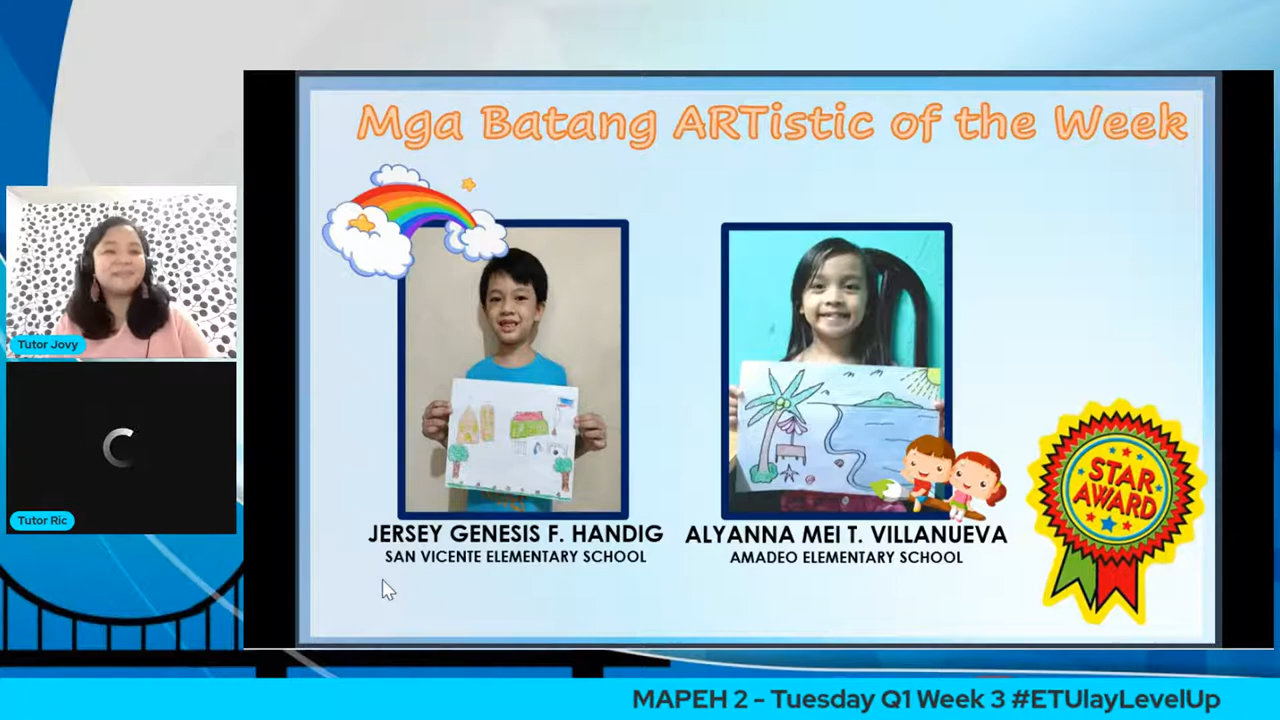 Mga Batang ARTistic of the Week
Tutor Jovy
Tutor Ric
JERSEY GENESIS F. HANDIG
SAN VICENTE ELEMENTARY SCHOOL
ALYANNA MEI T. VILLANUEVA
AMADEO ELEMENTARY SCHOOL
STAR
AWARD
MAPEH 2 - Tuesday Q1 Week 3 #ETUlayLevelUp